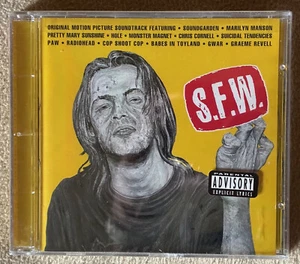 ORIGINAL MOTION PICTURE SOUNDTRACK FEATURING • SOUNDGARDEN • MARILYN MANSON
PRETTY MARY SUNSHINE • HOLE • MONSTER MAGNET • CHRIS CORNELL • SUICIDAL TENDENCIES
PAW • RADIOHEAD • COP SHOOT COP • BABES IN TOYLAND • GWAR • GRAEME REVELL
S.F.W.
PARENTAL
ADVISORY
EXPLICIT LYRICS